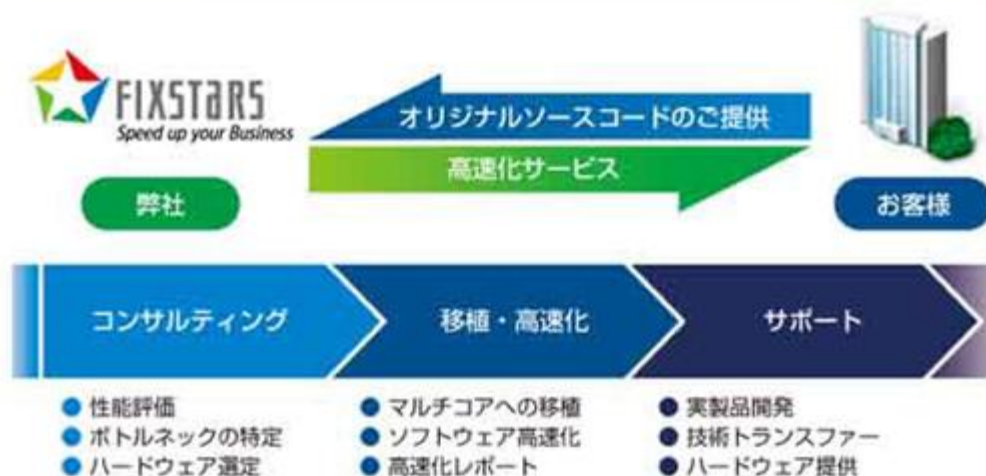 FIXSTARS
Speed up your Business
オリジナルソースコードのご提供
高速化サービス
弊社
お客様
コンサルティング
移植・高速化
サポート
● 性能評価
● ボトルネックの特定
● ハードウェア選定
● マルチコアへの移植
● ソフトウェア高速化
● 高速化レポート
● 実製品開発
● 技術トランスファー
● ハードウェア提供